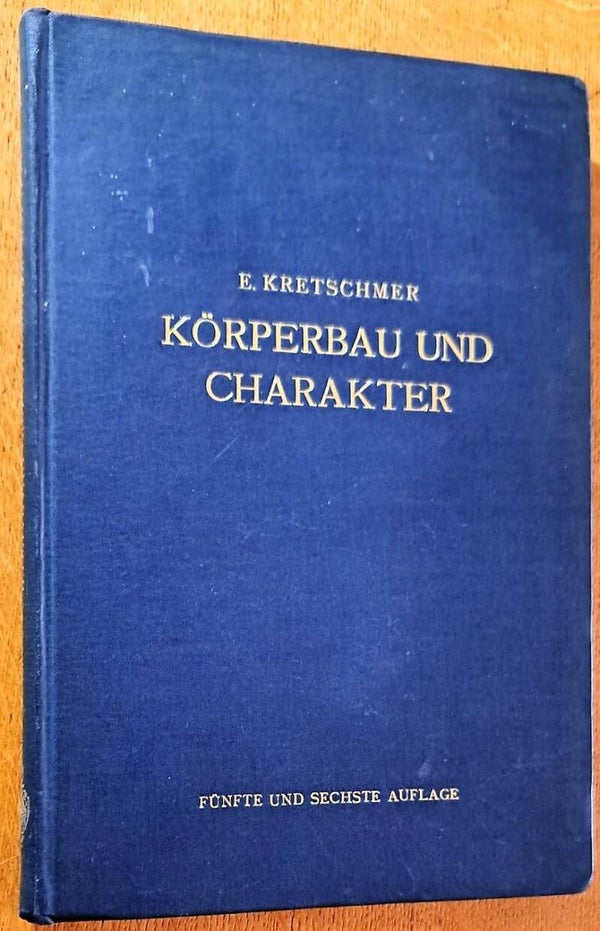 E. KRETSCHMER
KÖRPERBAU UND
CHARAKTER
FÜNFTE UND SECHSTE AUFLAGE